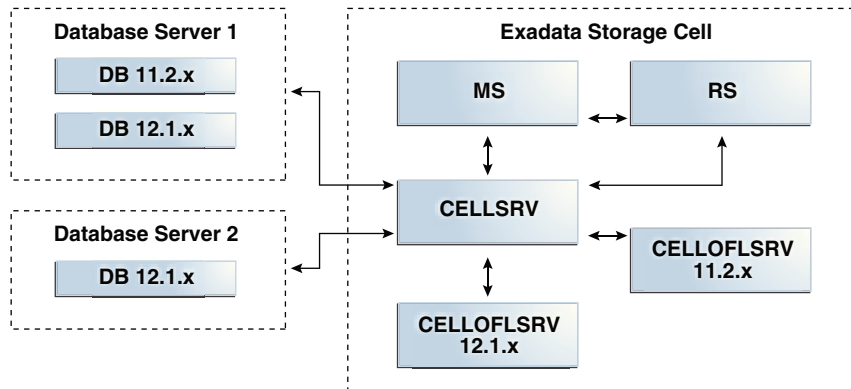 Database Server 1
DB 11.2.x
DB 12.1.x
Database Server 2
DB 12.1.x
Exadata Storage Cell
MS
RS
CELLSRV
CELLOFLSRV
11.2.x
CELLOFLSRV
12.1.x